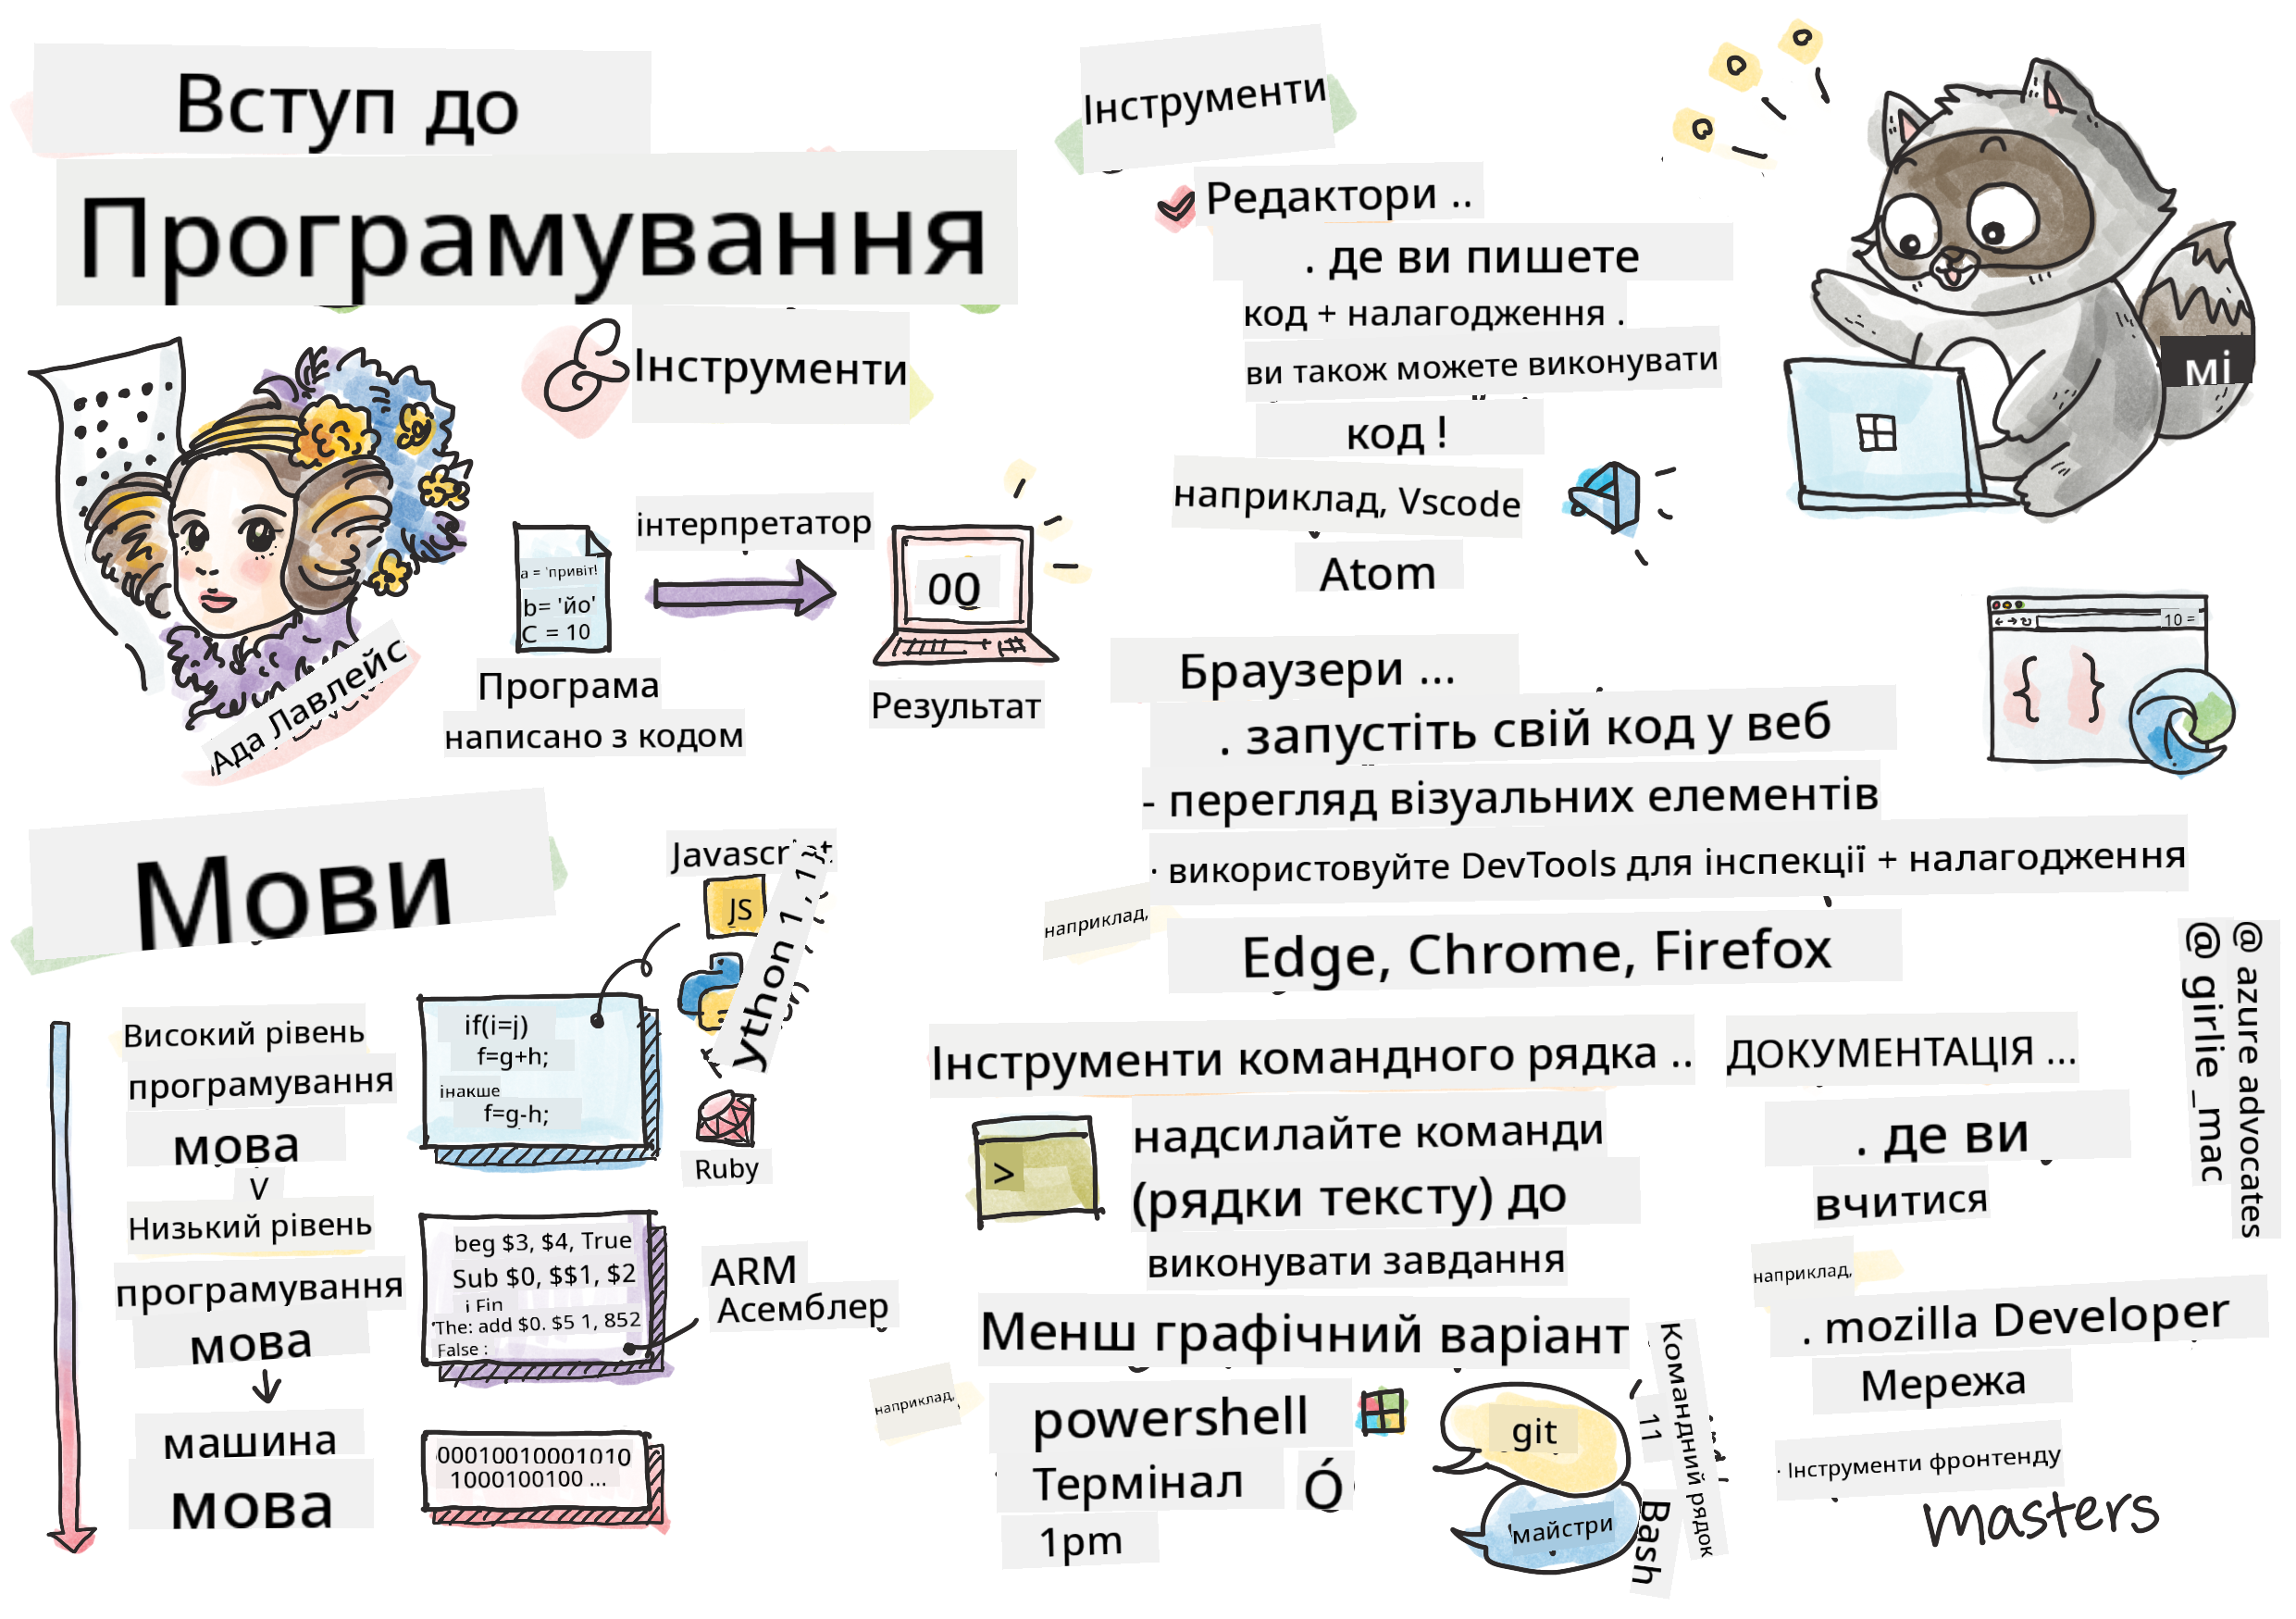 Вступ до
Програмування
& Інструменти
Ада Лавлейс
a = 'привіт!
b= 'йо'
C = 10
інтерпретатор
00
Програма
написано з кодом
Результат
Мови
Високий рівень
програмування
мова
V
Низький рівень
програмування
мова
машина
мова
if(i=j)
f=g+h;
інакше
f=g-h;
Javascript
JS
ython 1, 1
Ruby
beg $3, $4, True
Sub $0, $$1, $2
j Fin
The: add $0. $5 1, 852
False :
ARM
Асемблер
00010010001010
1000100100 ...
Інструменти
Редактори ..
. де ви пишете
код + налагодження .
ви також можете виконувати
код !
наприклад, Vscode
Atom
мі
Браузери ...
. запустіть свій код у веб
- перегляд візуальних елементів
· використовуйте DevTools для інспекції + налагодження
наприклад,
Edge, Chrome, Firefox
10 =
{ }
Інструменти командного рядка ..
>
надсилайте команди
(рядки тексту) до
виконувати завдання
Менш графічний варіант
наприклад,
powershell
Термінал Ó
1pm
git
майстри
Командний рядок
11
Bash
ДОКУМЕНТАЦІЯ ...
. де ви
вчитися
наприклад,
. mozilla Developer
Мережа
· Інструменти фронтенду
masters
@ azure advocates
@ girlie_mac